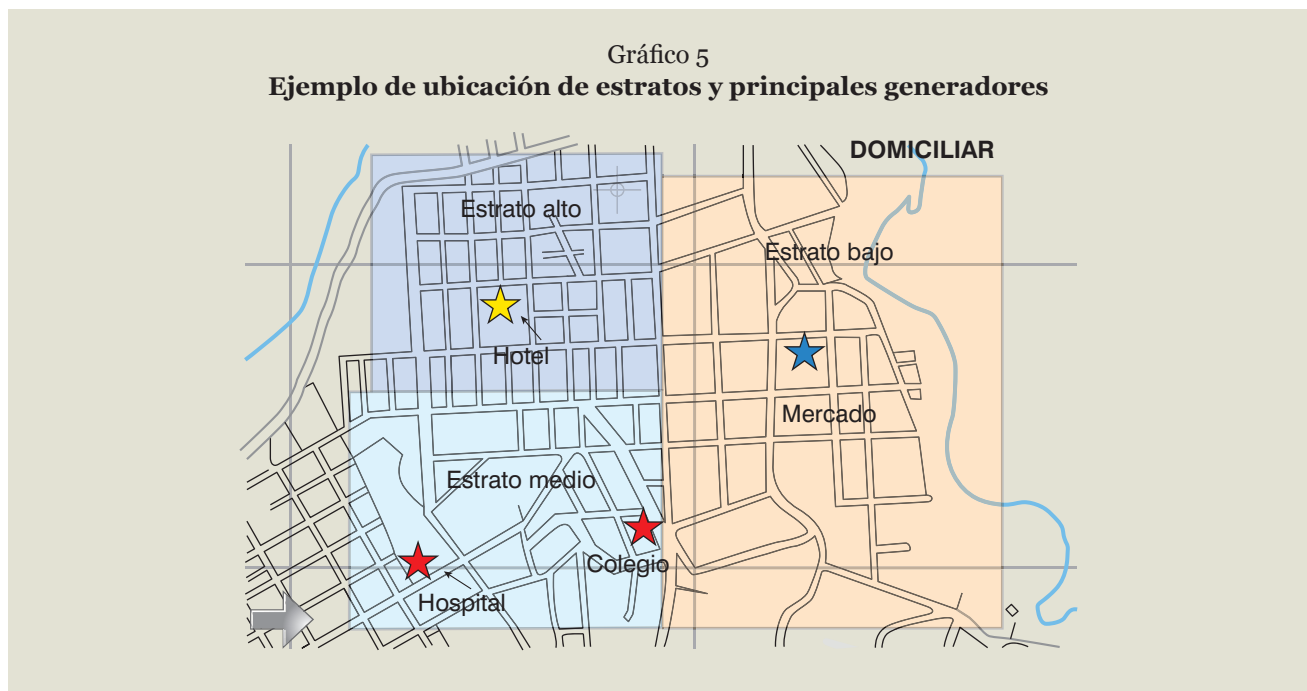 Gráfico 5
Ejemplo de ubicación de estratos y principales generadores
DOMICILIAR
Estrato alto
Estrato bajo
Hotel
Mercado
Estrato medio
Colegio
Hospital